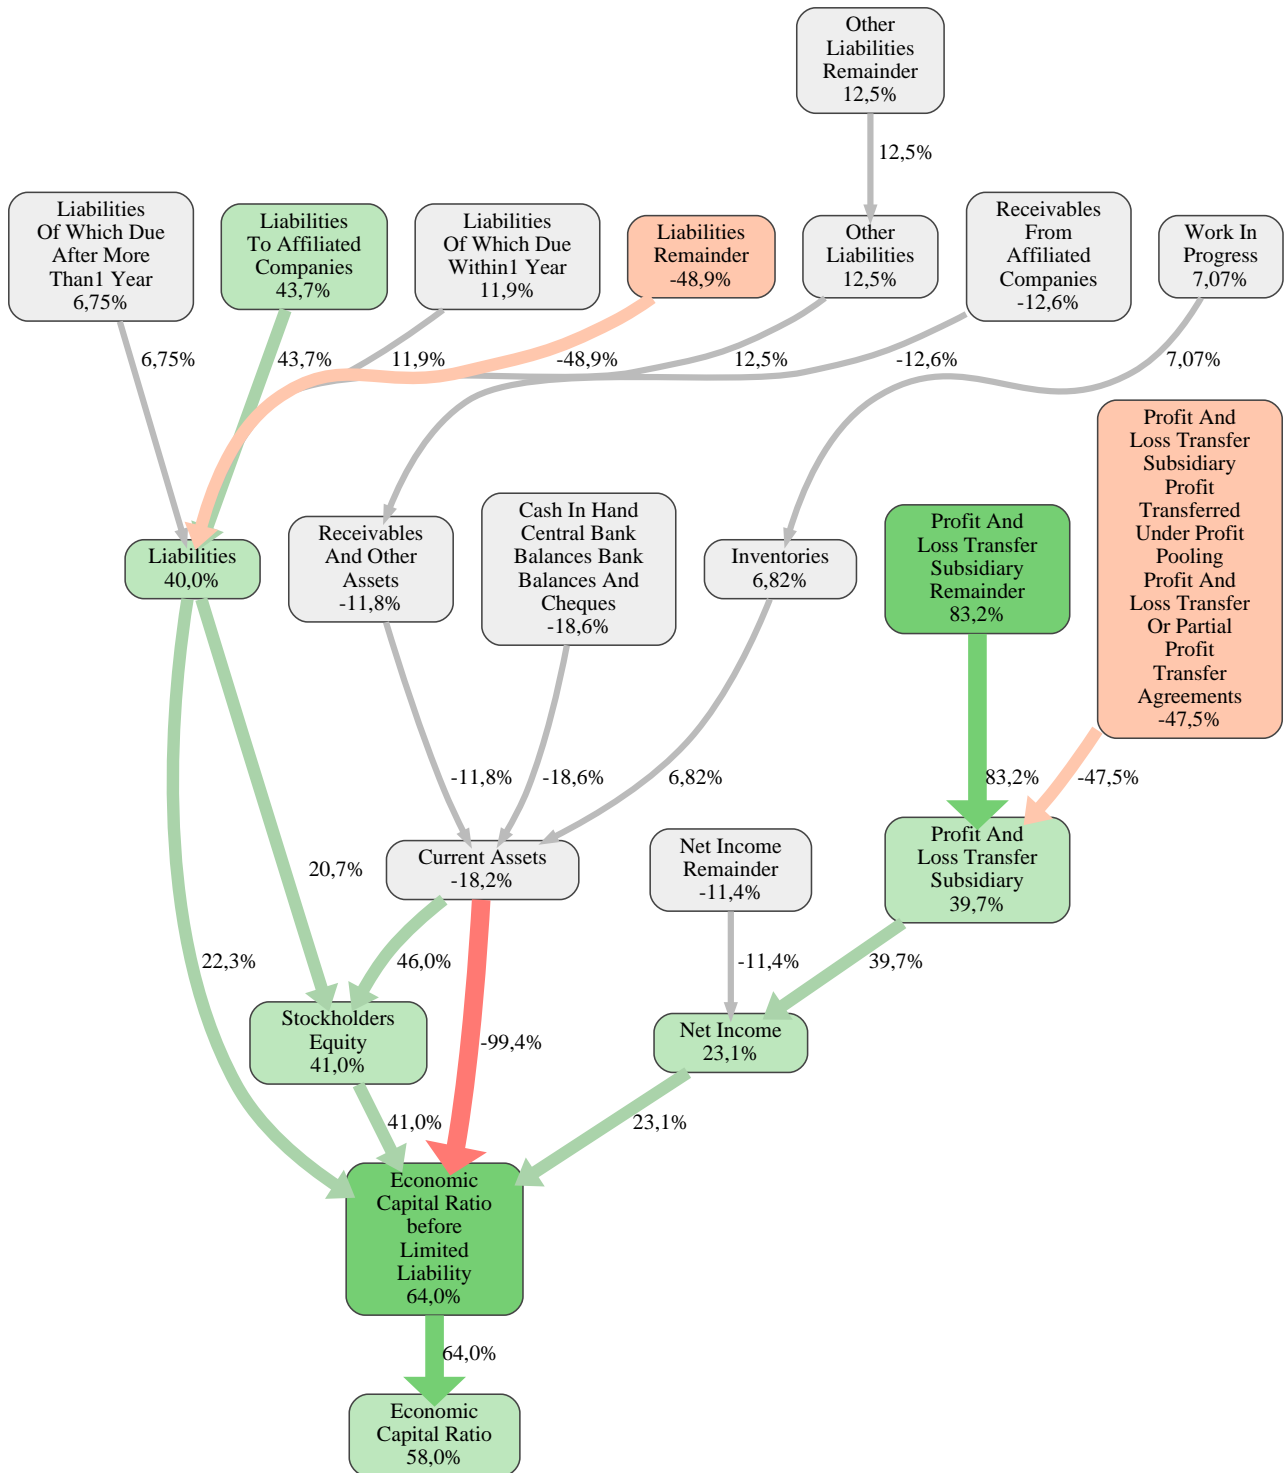 Other
Liabilities
Remainder
12,5%
12,5%
Liabilities
Of Which Due
After More
Than1 Year
6,75%
Liabilities
To Affiliated
Companies
43,7%
Liabilities
Of Which Due
Within1 Year
11,9%
Liabilities
Remainder
-48,9%
Other
Liabilities
12,5%
Receivables
From
Affiliated
Companies
-12,6%
Work In
Progress
7,07%
6,75%
43,7%
11,9%
-48,9%
12,5%
-12,6%
7,07%
Liabilities
40,0%
Receivables
And Other
Assets
-11,8%
Cash In Hand
Central Bank
Balances Bank
Balances And
Cheques
-18,6%
Inventories
6,82%
Profit And
Loss Transfer
Subsidiary
Remainder
83,2%
Profit And
Loss Transfer
Subsidiary
Profit
Transferred
Under Profit
Pooling
Profit And
Loss Transfer
Or Partial
Profit
Transfer
Agreements
-47,5%
-11,8%
-18,6%
6,82%
83,2%
-47,5%
20,7%
Current Assets
-18,2%
Net Income
Remainder
-11,4%
Profit And
Loss Transfer
Subsidiary
39,7%
22,3%
46,0%
-99,4%
-11,4%
39,7%
Stockholders
Equity
41,0%
Net Income
23,1%
41,0%
23,1%
Economic
Capital Ratio
before
Limited
Liability
64,0%
64,0%
Economic
Capital Ratio
58,0%